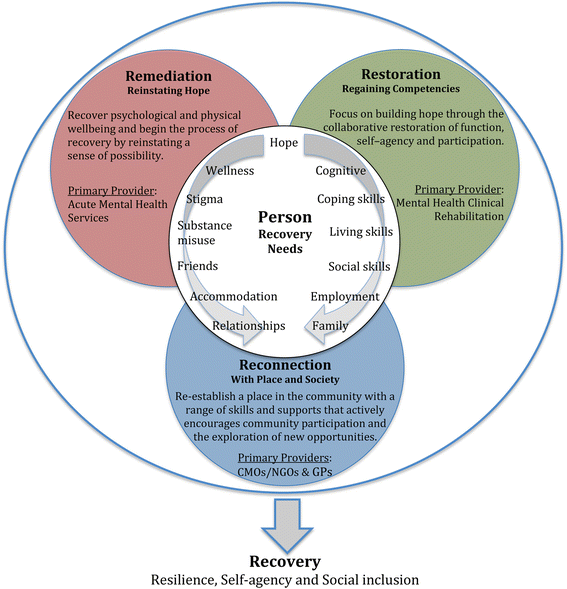 Remediation
Reinstating Hope
Recover psychological and physical
wellbeing and begin the process of
recovery by reinstating a
sense of possibility.
Primary Provider:
Acute Mental Health
Services
Restoration
Regaining Competencies
Focus on building hope through the
collaborative restoration of function,
self-agency and participation.
Primary Provider:
Mental Health Clinical
Rehabilitation
Hope
Wellness
Stigma
Substance
misuse
Friends
Accommodation
Relationships
Person
Recovery
Needs
Cognitive
Coping skills
Living skills
Social skills
Employment
Family
Reconnection
With Place and Society
Re-establish a place in the community with a
range of skills and supports that actively
encourages community participation and
the exploration of new opportunities.
Primary Providers:
CMOs/NGOs & GPs
Recovery
Resilience, Self-agency and Social inclusion